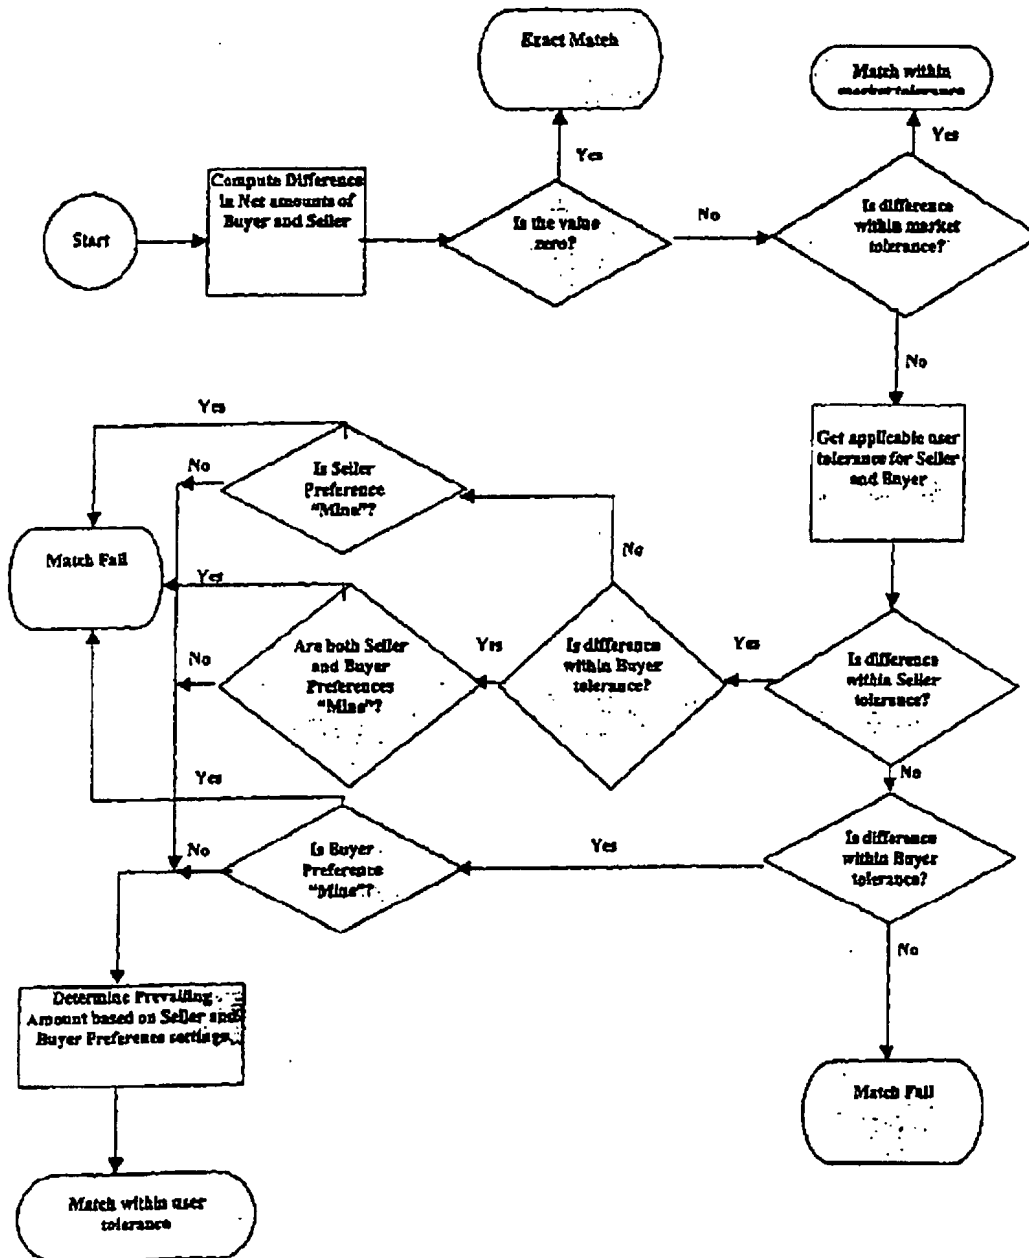 Exact Match
Match within
market tolerance
Yes
Yes
Compute Difference
in Net amounts of
Buyer and Seller
Start
Is the value
zero?
No
Is difference
within market
tolerance?
No
Yes
Get applicable user
tolerance for Seller
and Buyer
No
Is Seller
Preference
"Mine"?
No
Match Fail
Yes
Are both Seller
and Buyer
Preferences
"Mine"?
No
Yes
Is difference
within Buyer
tolerance?
Yes
Is difference
within Seller
tolerance?
No
Yes
No
Is Buyer
Preference
"Mine"?
Yes
Is difference
within Buyer
tolerance?
No
Determine Prevailing
Amount based on Seller and
Buyer Preference settings
Match Fail
Match within user
tolerance